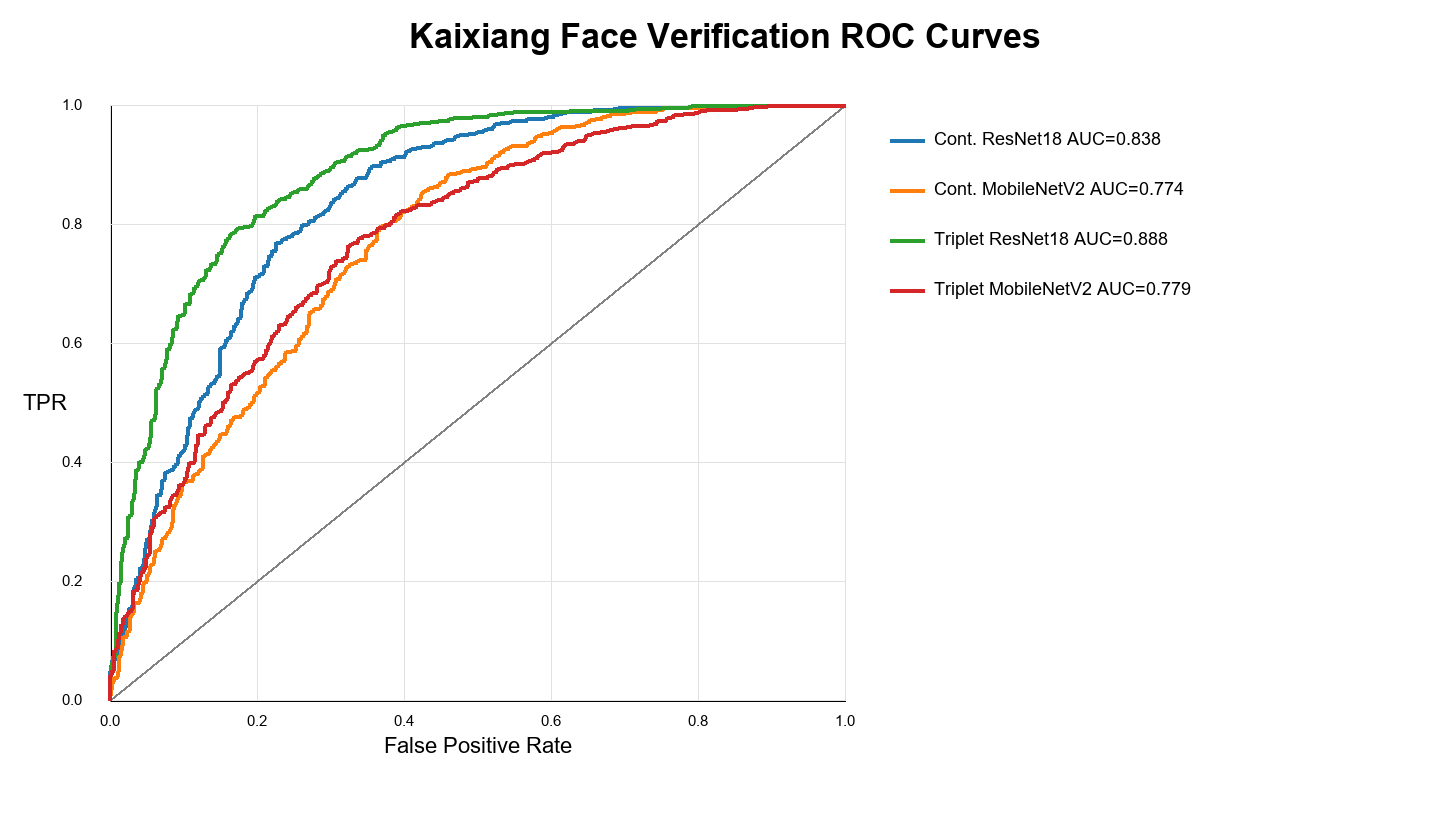 Kaixiang Face Verification ROC Curves
1.0
0.8
0.6
TPR
0.4
0.2
0.0
0.0 0.2 0.4 0.6 0.8 1.0
False Positive Rate
Cont. ResNet18 AUC=0.838
Cont. MobileNetV2 AUC=0.774
Triplet ResNet18 AUC=0.888
Triplet MobileNetV2 AUC=0.779